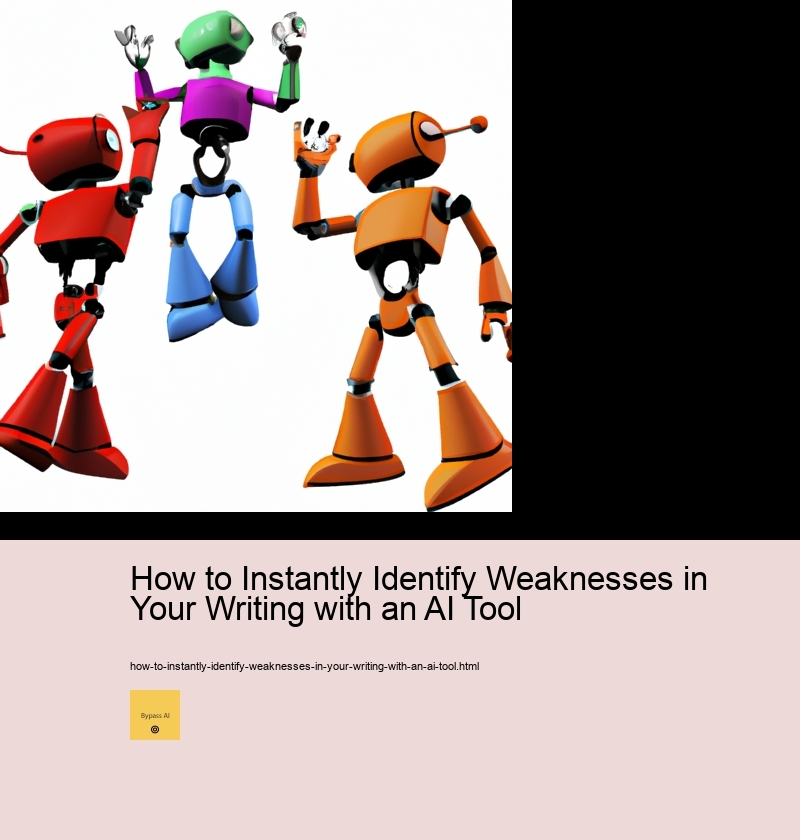 How to Instantly Identify Weaknesses in
Your Writing with an AI Tool
how-to-instantly-identify-weaknesses-in-your-writing-with-an-ai-tool.html
Bypass AI